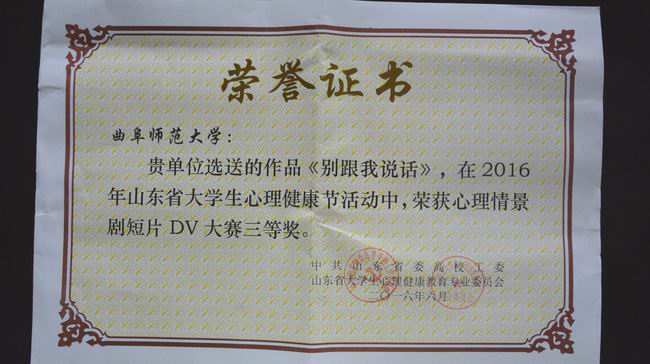 荣誉证书
曲阜师范大学：
贵单位选送的作品《别跟我说话》，在2016
年山东省大学生心理健康节活动中，荣获心理情景
剧短片DV大赛三等奖。
中共山东省委高校工委
山东省大学生心理健康教育专业委员会
二〇一六年六月